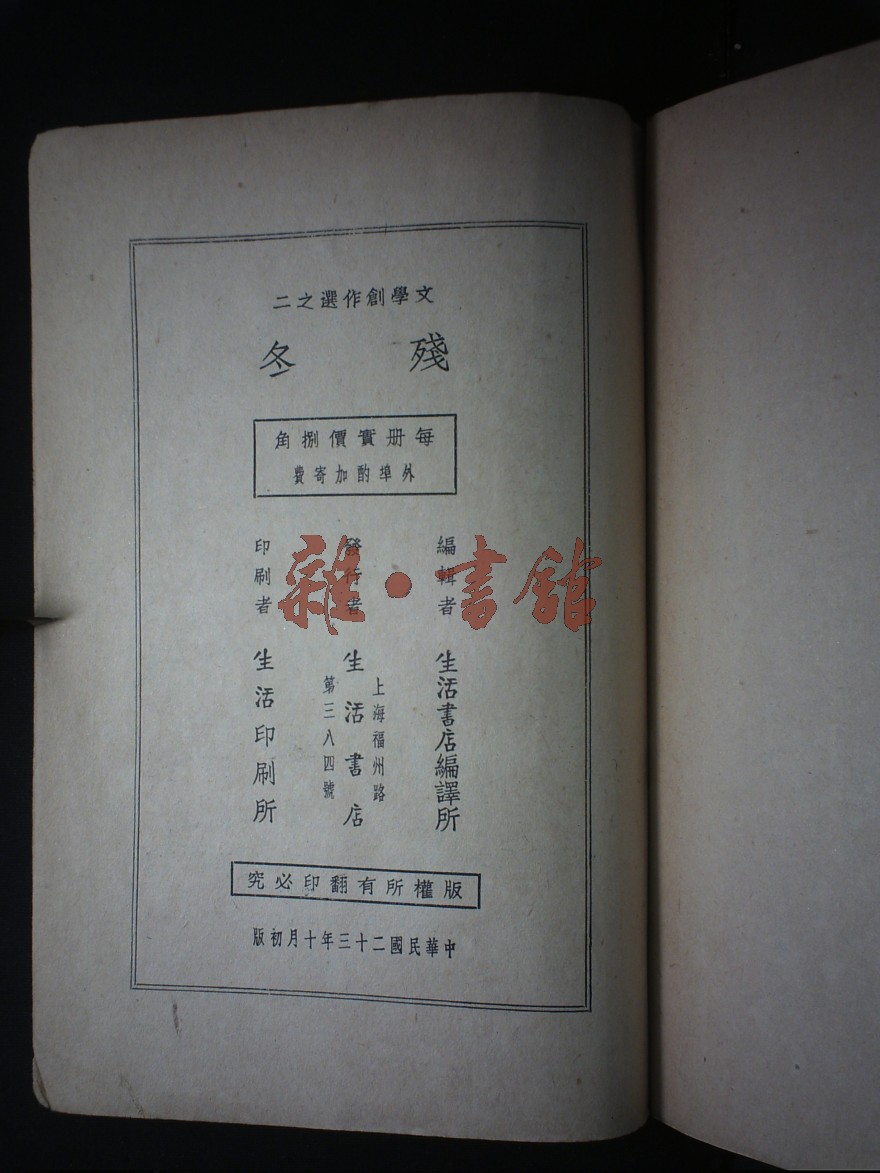 文學創作選之二
殘冬
每册實價捌角
外埠酌加寄費
編輯者 生活書店編譯所
發行者 生活書店
上海福州路
第三八四號
印刷者 生活印刷所
版權所有翻印必究
中華民國二十三年十月初版
雜·書館